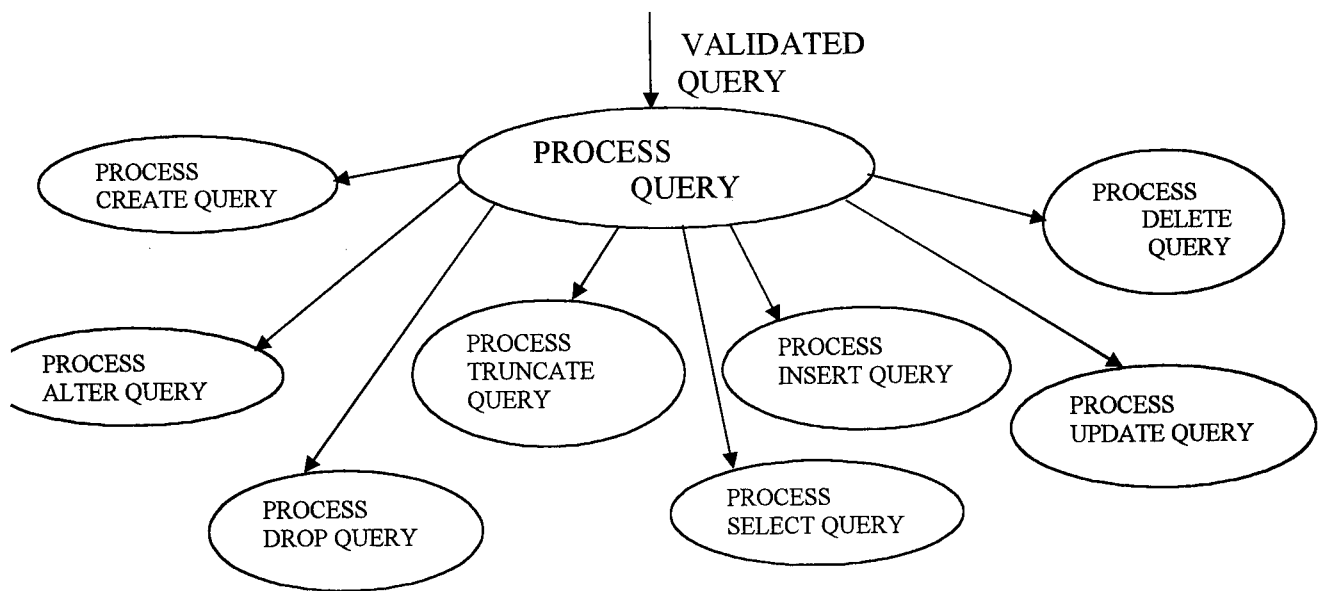 VALIDATED
QUERY
PROCESS
QUERY
PROCESS
CREATE QUERY
PROCESS
DELETE
QUERY
PROCESS
ALTER QUERY
PROCESS
TRUNCATE
QUERY
PROCESS
INSERT QUERY
PROCESS
UPDATE QUERY
PROCESS
DROP QUERY
PROCESS
SELECT QUERY